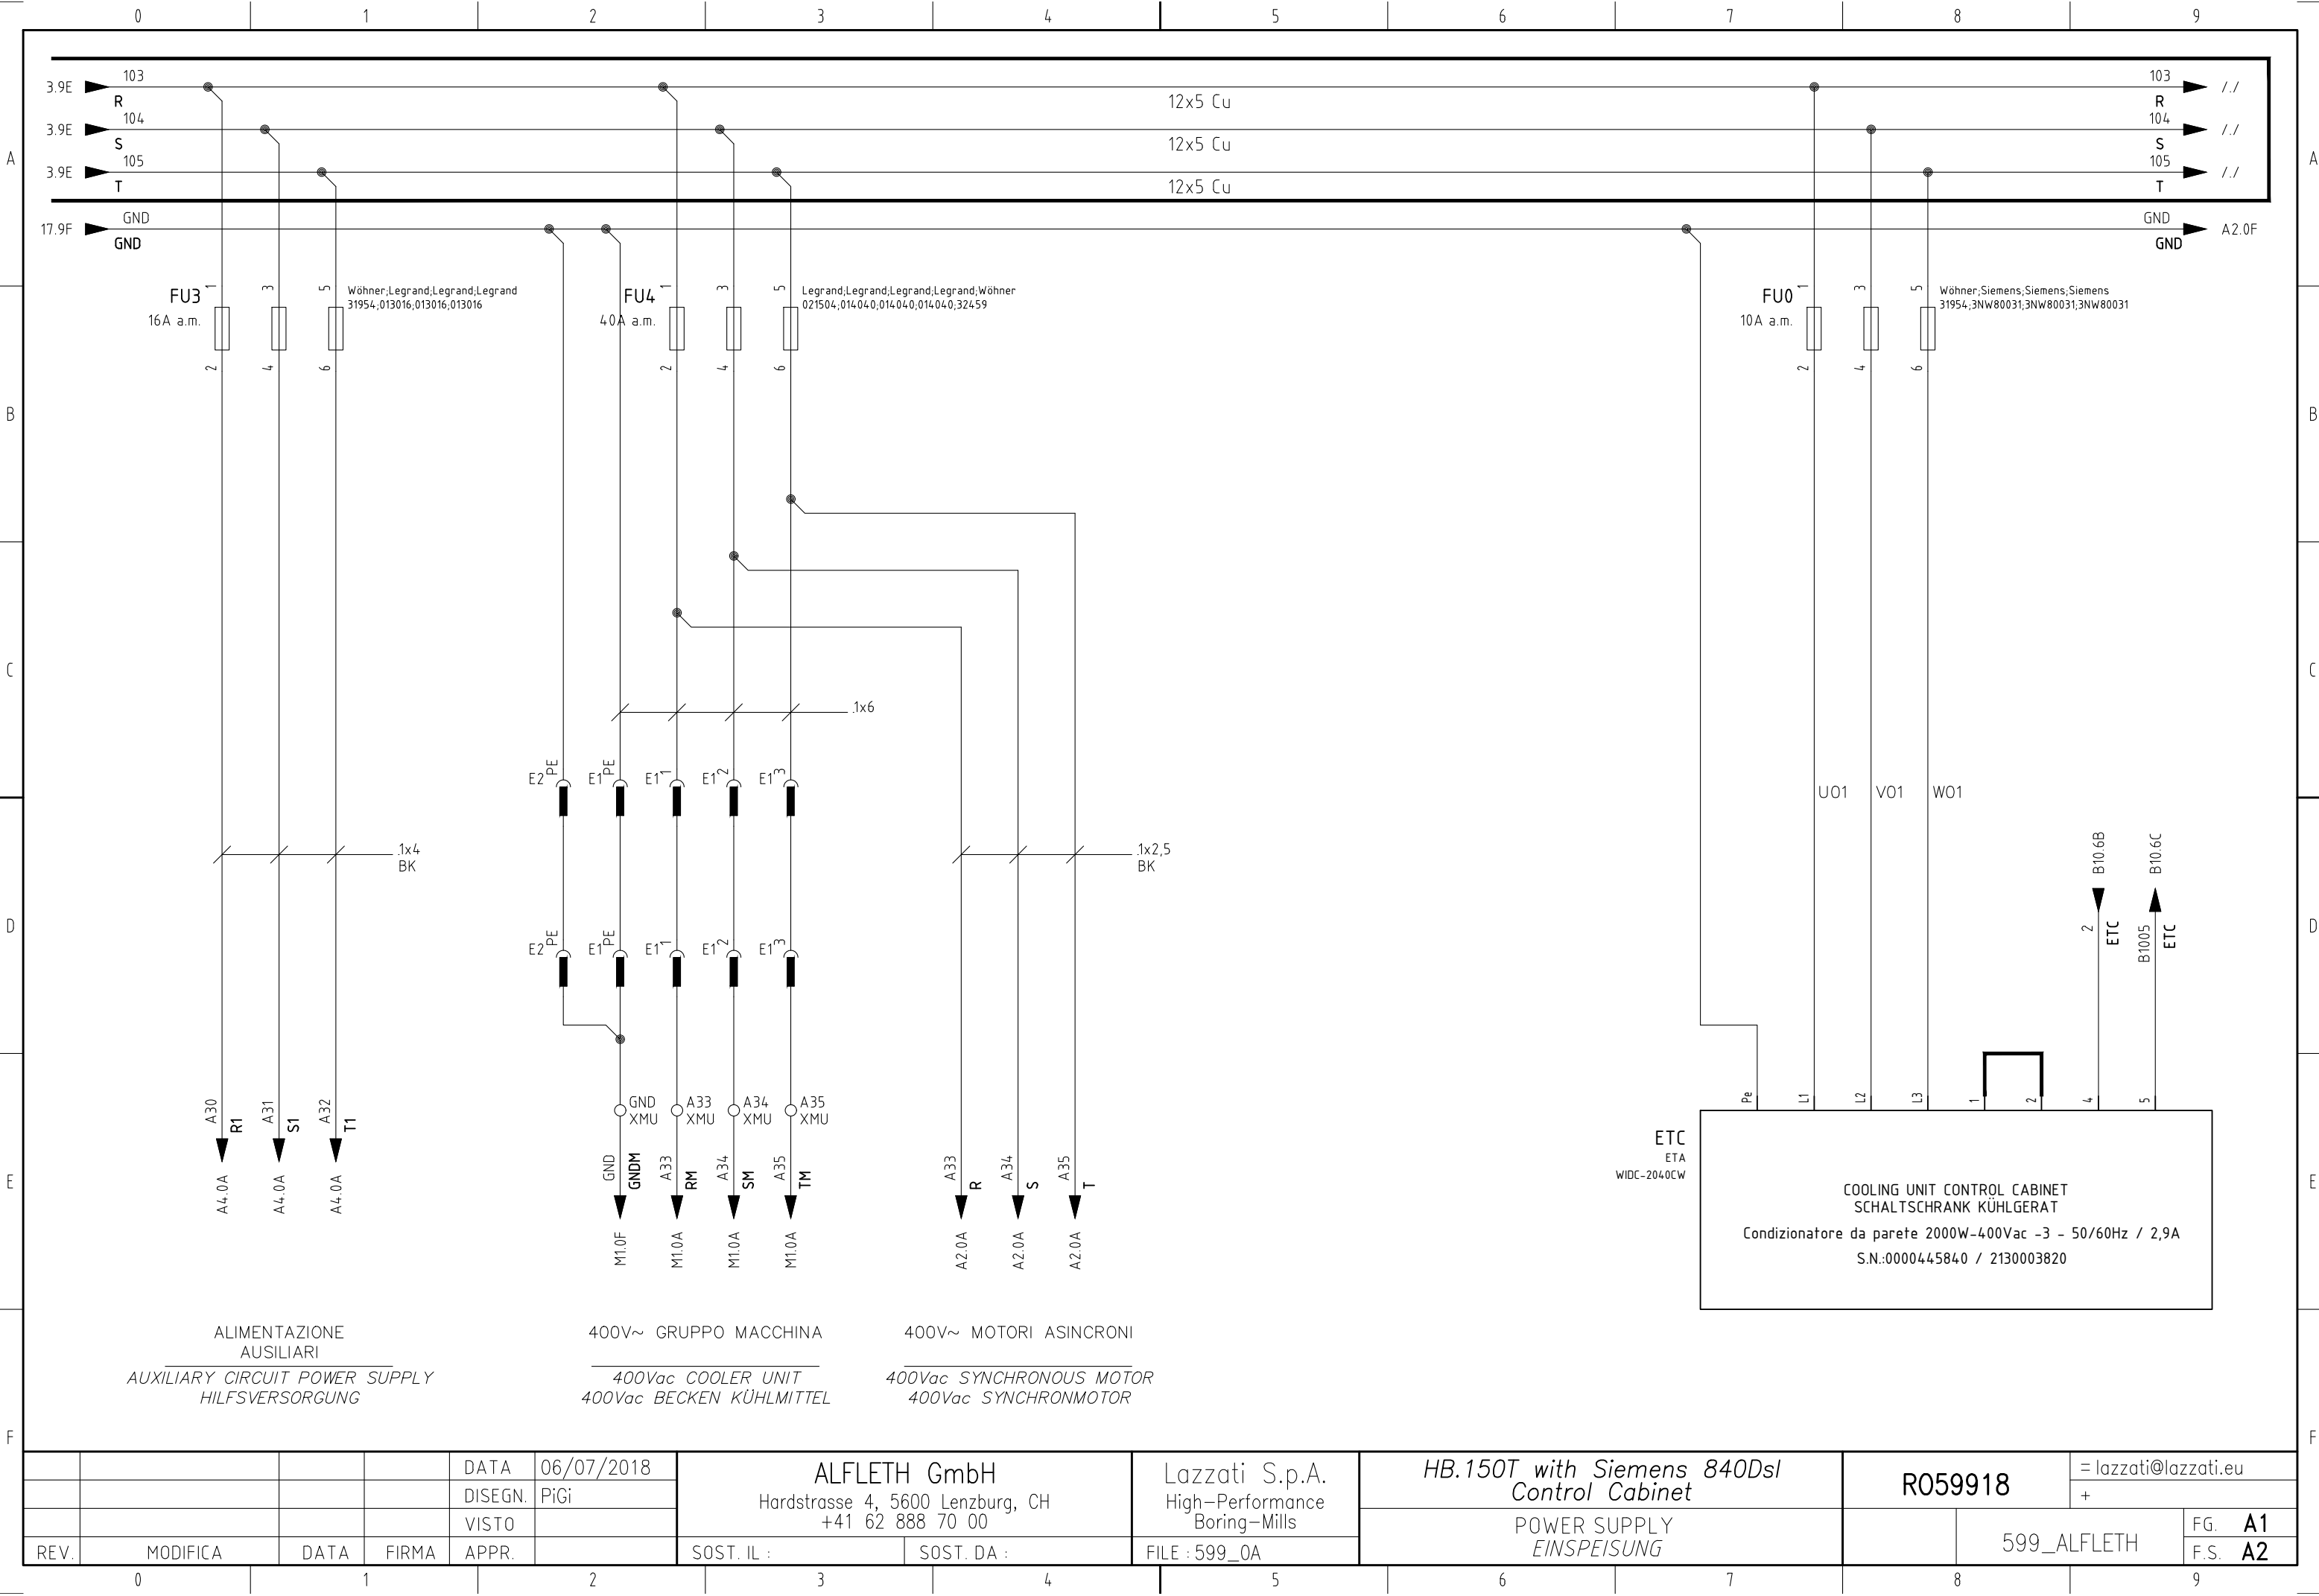 0 1 2 3 4 5 6 7 8 9
3.9E 103 R 12x5 Cu 103 R /./
3.9E 104 S 12x5 Cu 104 S /./
A A
3.9E 105 T 12x5 Cu 105 T /./
17.9F GND GND GND GND A2.0F
FU3
16A a.m.
1 3 5
2 4 6
Wöhner;Legrand;Legrand;Legrand
31954;013016;013016;013016
FU4
40A a.m.
1 3 5
2 4 6
Legrand;Legrand;Legrand;Legrand;Wöhner
021504;014040;014040;014040;32459
FU0
10A a.m.
1 3 5
2 4 6
Wöhner;Siemens;Siemens;Siemens
31954;3NW80031;3NW80031;3NW80031
B B
C C
.1x6
E2 PE E1 PE E1 1 E1 2 E1 3
UO1 VO1 WO1
.1x4
BK
.1x2,5
BK
B10.6B B10.6C
D D
E2 PE E1 PE E1 1 E1 2 E1 3
2 ETC B1005 ETC
A30 R1 A31 S1 A32 T1
A4.0A A4.0A A4.0A
GND XMU A33 XMU A34 XMU A35 XMU
GND GNDM A33 RM A34 SM A35 TM
M1.0F M1.0A M1.0A M1.0A
A33 R A34 S A35 T
A2.0A A2.0A A2.0A
Pe L1 L2 L3 1 2 4 5
ETC
ETA
WIDC-2040CW
E E
COOLING UNIT CONTROL CABINET
SCHALTSCHRANK KÜHLGERAT
Condizionatore da parete 2000W-400Vac -3 - 50/60Hz / 2,9A
S.N.:0000445840 / 2130003820
ALIMENTAZIONE
AUSILIARI
AUXILIARY CIRCUIT POWER SUPPLY
HILFSVERSORGUNG
400V~ GRUPPO MACCHINA
400Vac COOLER UNIT
400Vac BECKEN KÜHLMITTEL
400V~ MOTORI ASINCRONI
400Vac SYNCHRONOUS MOTOR
400Vac SYNCHRONMOTOR
F F
DATA 06/07/2018
DISEGN. PiGi
VISTO
REV. MODIFICA DATA FIRMA APPR.
ALFLETH GmbH
Hardstrasse 4, 5600 Lenzburg, CH
+41 62 888 70 00
SOST. IL : SOST. DA :
Lazzati S.p.A.
High-Performance
Boring-Mills
FILE : 599_0A
HB.150T with Siemens 840Dsl
Control Cabinet
POWER SUPPLY
EINSPEISUNG
RO59918
= lazzati@lazzati.eu
+
599_ALFLETH
FG. A1
F.S. A2
0 1 2 3 4 5 6 7 8 9